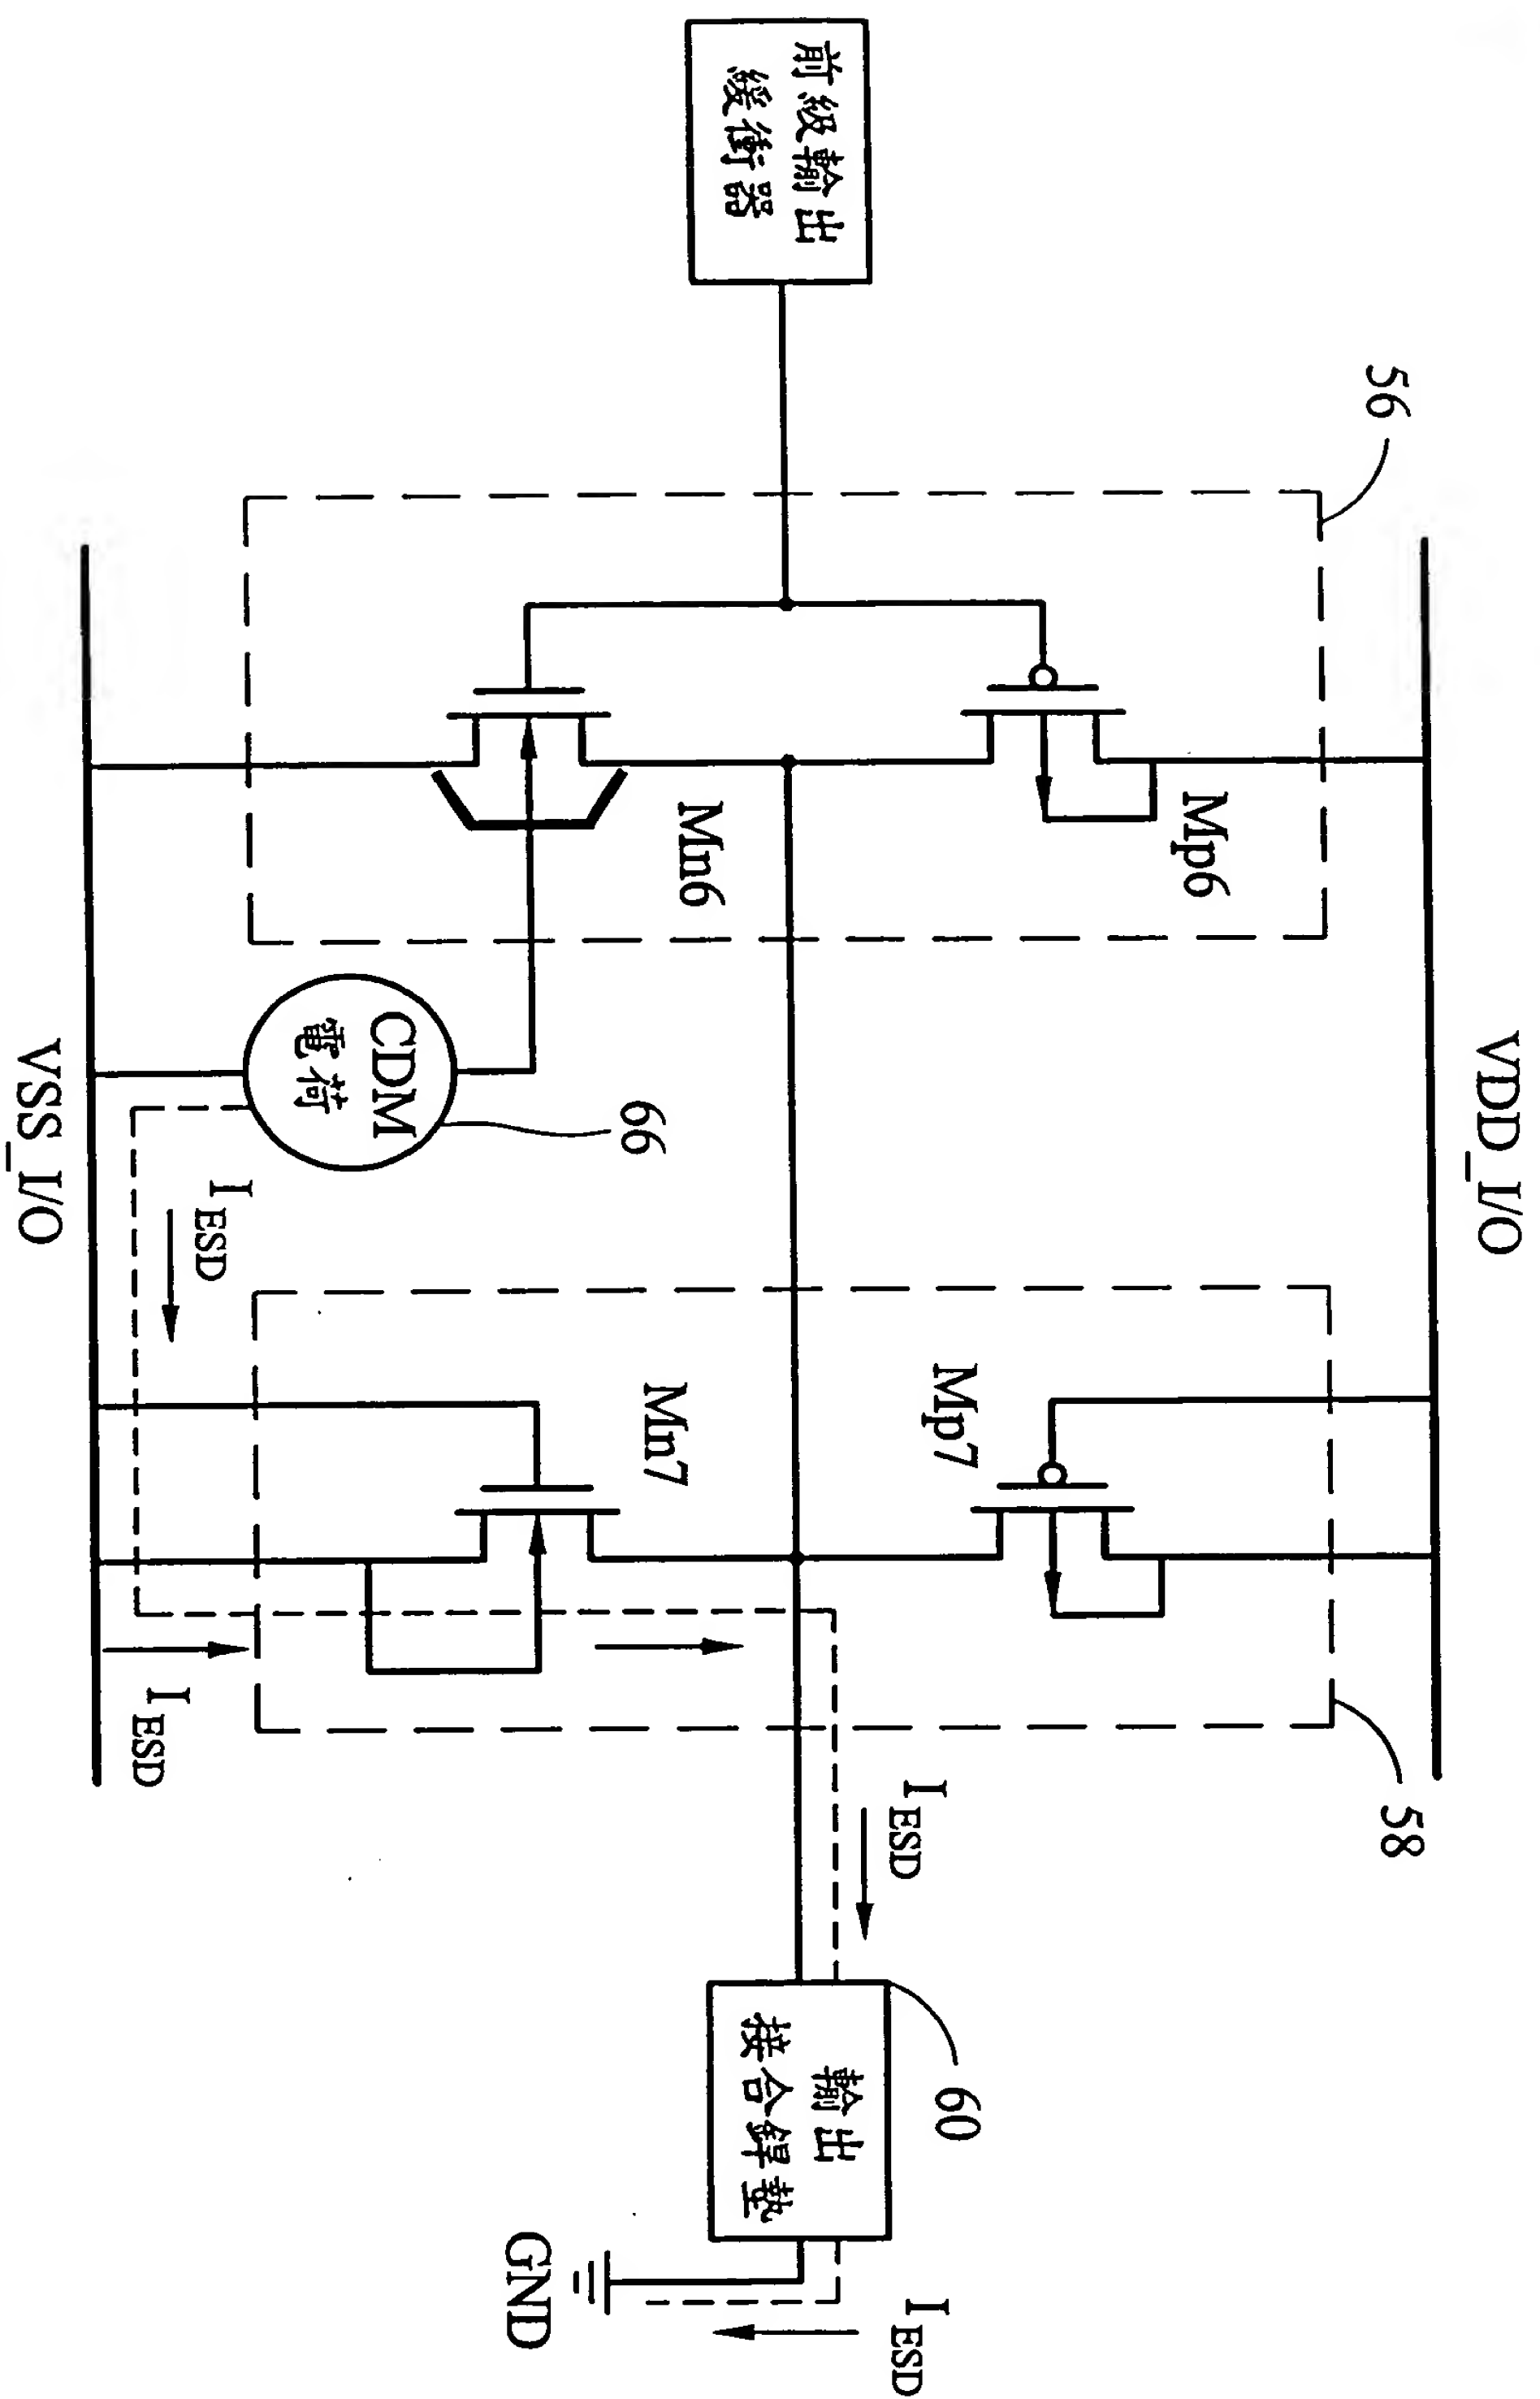 VDD_I/O
56
58
前級輸出
緩衝器
Mp6
Mp7
Mn6
Mn7
60
輸出
接合銲墊
I ESD
66
CDM
電荷
I ESD
I ESD
I ESD
GND
VSS_I/O